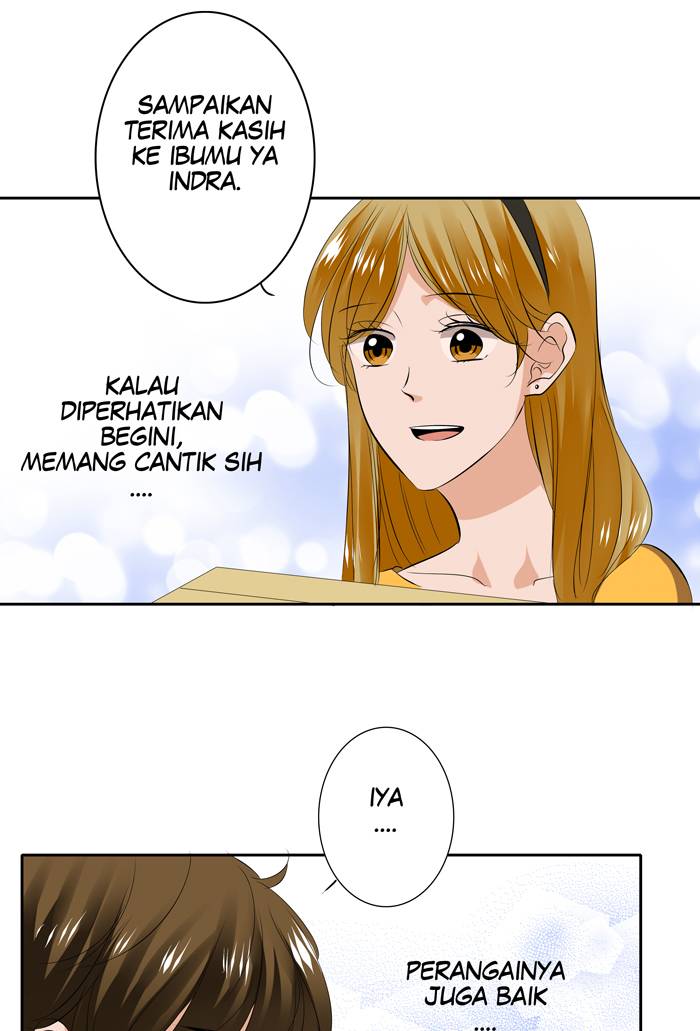 SAMPAIKAN
TERIMA KASIH
KE IBUMU YA
INDRA.
KALAU
DIPERHATIKAN
BEGINI,
MEMANG CANTIK SIH
....
IYA
....
PERANGAINYA
JUGA BAIK
....